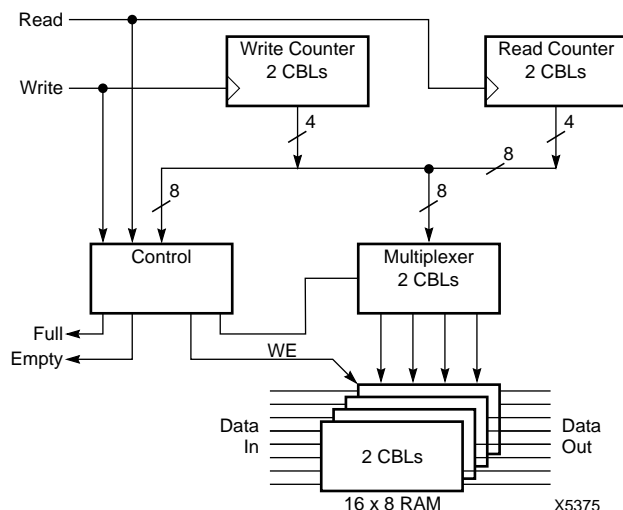 Read
Write Counter
2 CBLs
Read Counter
2 CBLs
Write
4
4
8
8
8
Control
Multiplexer
2 CBLs
Full
Empty
WE
Data
In
Data
Out
2 CBLs
16 x 8 RAM
X5375